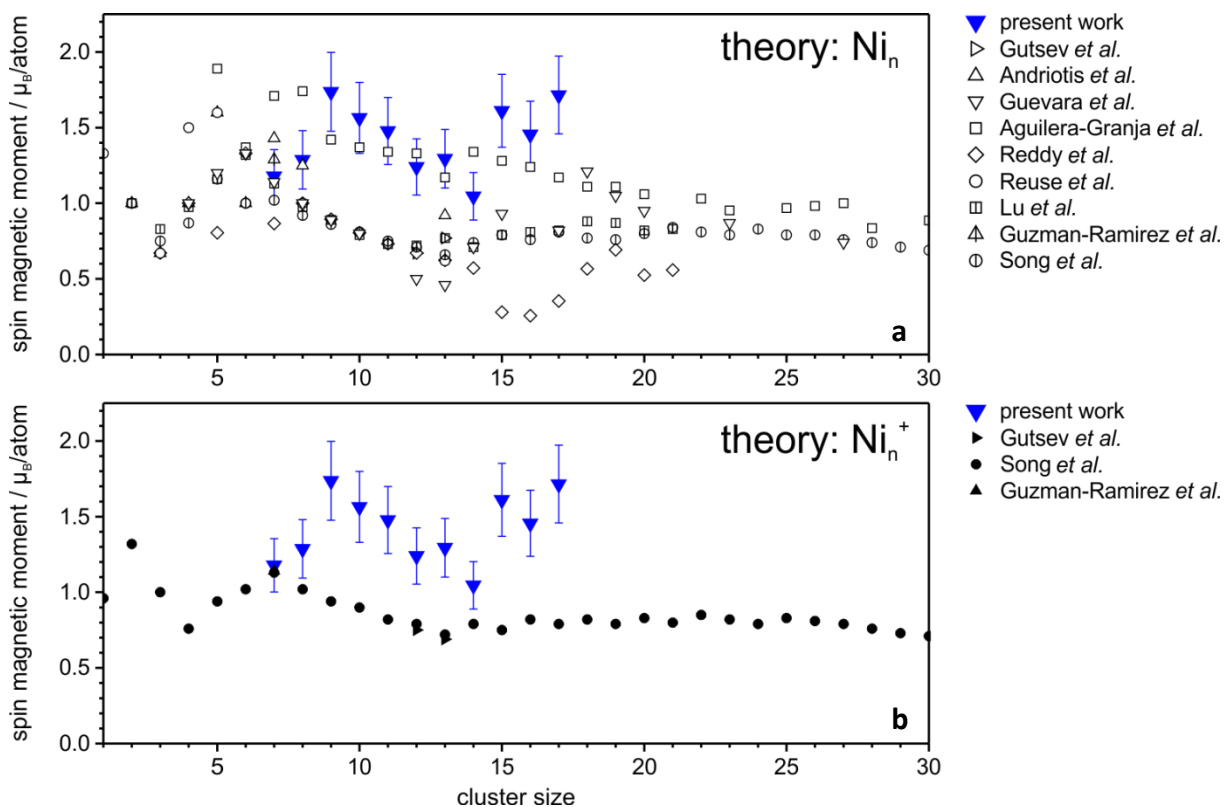 spin magnetic moment / μB/atom
2.0
1.5
1.0
0.5
0.0
theory: Nin
a
5
10
15
20
25
30
present work
Gutsev et al.
Andriotis et al.
Guevara et al.
Aguilera-Granja et al.
Reddy et al.
Reuse et al.
Lu et al.
Guzman-Ramirez et al.
Song et al.
spin magnetic moment / μB/atom
2.0
1.5
1.0
0.5
0.0
theory: Nin+
b
5
10
15
20
25
30
cluster size
present work
Gutsev et al.
Song et al.
Guzman-Ramirez et al.